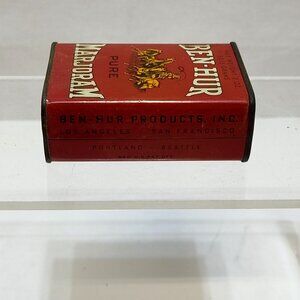 BEN-HUR
PURE
MARJORAM
BEN-HUR PRODUCTS, INC.
LOS ANGELES - SAN FRANCISCO
PORTLAND - SEATTLE